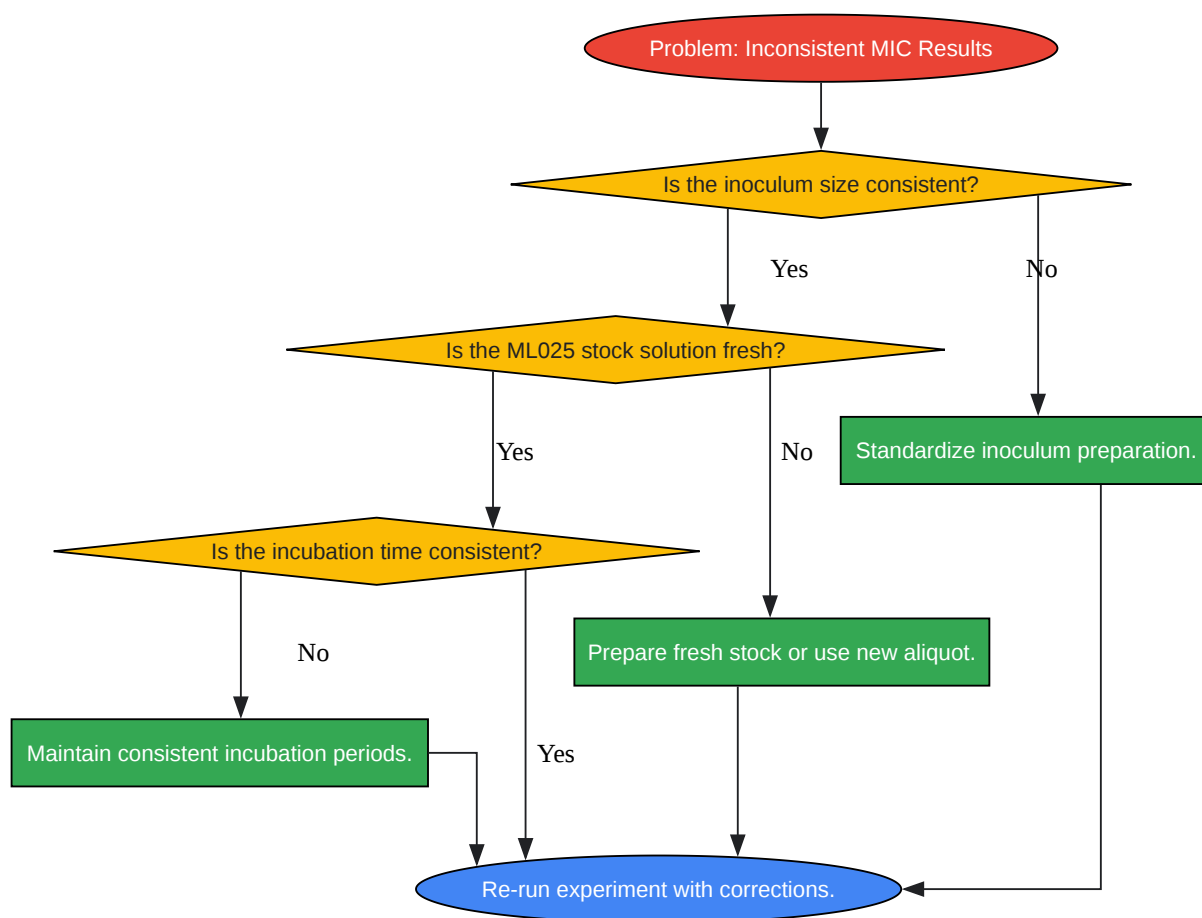 Problem: Inconsistent MIC Results
Is the inoculum size consistent?
Yes
No
Is the ML025 stock solution fresh?
Yes
No
Standardize inoculum preparation.
Is the incubation time consistent?
No
Prepare fresh stock or use new aliquot.
Maintain consistent incubation periods.
Yes
Re-run experiment with corrections.